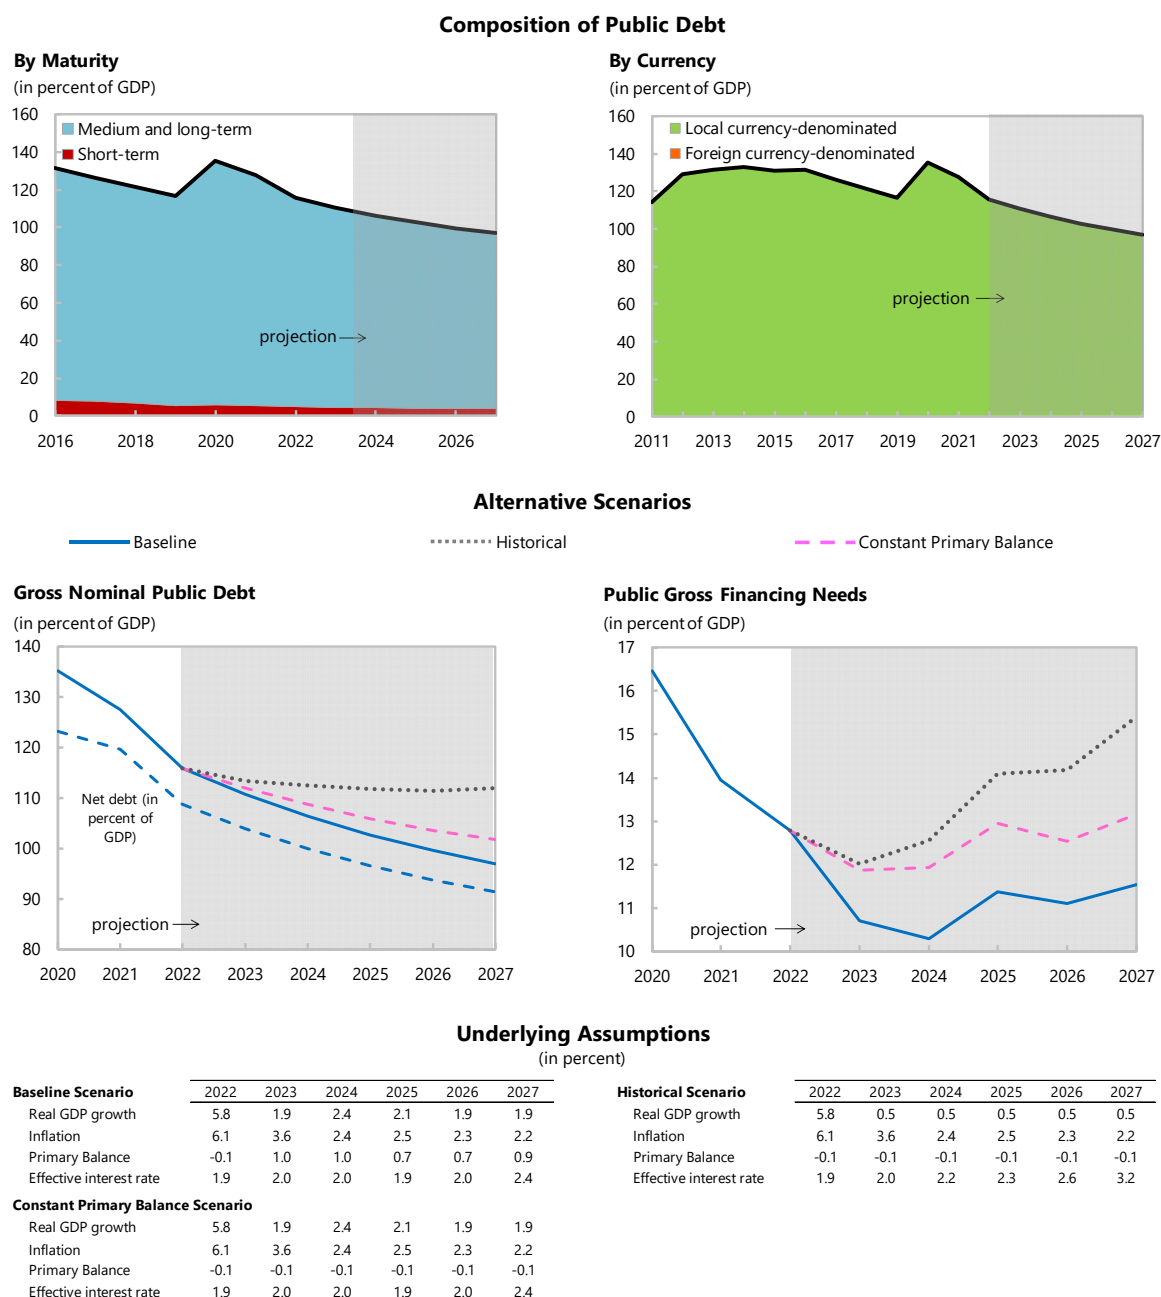 Composition of Public Debt
By Maturity
(in percent of GDP)
160
140
120
100
80
60
40
20
0
Medium and long-term
Short-term
projection
2016 2018 2020 2022 2024 2026
By Currency
(in percent of GDP)
160
140
120
100
80
60
40
20
0
Local currency-denominated
Foreign currency-denominated
projection
2011 2013 2015 2017 2019 2021 2023 2025 2027
Alternative Scenarios
Baseline Historical Constant Primary Balance
Gross Nominal Public Debt
(in percent of GDP)
140
130
120
110
100
90
80
Net debt (in
percent of
GDP)
projection
2020 2021 2022 2023 2024 2025 2026 2027
Public Gross Financing Needs
(in percent of GDP)
17
16
15
14
13
12
11
10
projection
2020 2021 2022 2023 2024 2025 2026 2027
Underlying Assumptions
(in percent)
Baseline Scenario 2022 2023 2024 2025 2026 2027
Real GDP growth 5.8 1.9 2.4 2.1 1.9 1.9
Inflation 6.1 3.6 2.4 2.5 2.3 2.2
Primary Balance -0.1 1.0 1.0 0.7 0.7 0.9
Effective interest rate 1.9 2.0 2.0 1.9 2.0 2.4
Constant Primary Balance Scenario
Real GDP growth 5.8 1.9 2.4 2.1 1.9 1.9
Inflation 6.1 3.6 2.4 2.5 2.3 2.2
Primary Balance -0.1 -0.1 -0.1 -0.1 -0.1 -0.1
Effective interest rate 1.9 2.0 2.0 1.9 2.0 2.4
Historical Scenario 2022 2023 2024 2025 2026 2027
Real GDP growth 5.8 0.5 0.5 0.5 0.5 0.5
Inflation 6.1 3.6 2.4 2.5 2.3 2.2
Primary Balance -0.1 -0.1 -0.1 -0.1 -0.1 -0.1
Effective interest rate 1.9 2.0 2.2 2.3 2.6 3.2